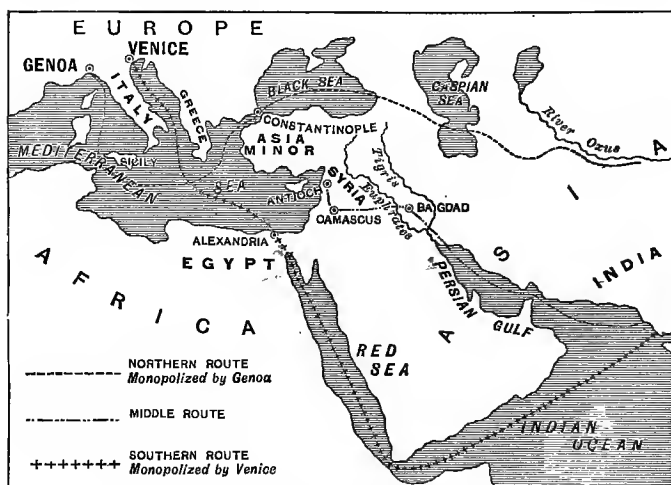 EUROPE
VENICE
GENOA
ITALY
GREECE
BLACK SEA
CASPIAN
SEA
River Oxus
CONSTANTINOPLE
ASIA
MINOR
MEDITERRANEAN
SEA
SICILY
ANTIOCH
SYRIA
Tigris
Euphrates
DAMASCUS
BAGDAD
ALEXANDRIA
EGYPT
AFRICA
ASIA
INDIA
PERSIAN
GULF
RED
SEA
INDIAN
OCEAN
NORTHERN ROUTE
Monopolized by Genoa
MIDDLE ROUTE
SOUTHERN ROUTE
Monopolized by Venice